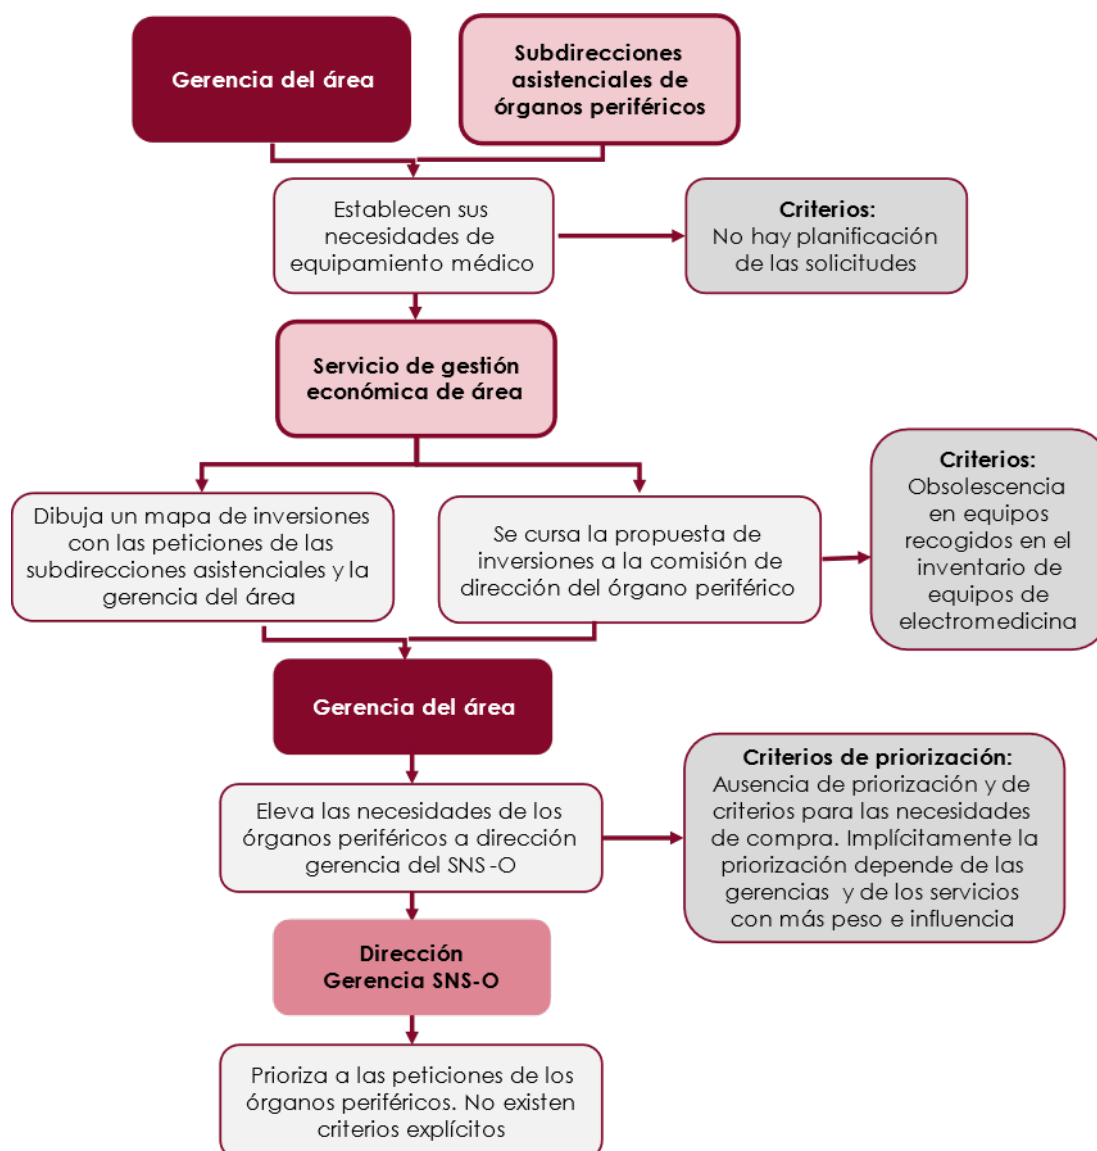 Gerencia del área
Subdirecciones
asistenciales de
órganos periféricos
Establecen sus
necesidades de
equipamiento médico
Criterios:
No hay planificación
de las solicitudes
Servicio de gestión
económica de área
Dibuja un mapa de inversiones
con las peticiones de las
subdirecciones asistenciales y la
gerencia del área
Se cursa la propuesta de
inversiones a la comisión de
dirección del órgano periférico
Criterios:
Obsolescencia
en equipos
recogidos en el
inventario de
equipos de
electromedicina
Gerencia del área
Eleva las necesidades de los
órganos periféricos a dirección
gerencia del SNS-O
Criterios de priorización:
Ausencia de priorización y de
criterios para las necesidades
de compra. Implícitamente la
priorización depende de las
gerencias y de los servicios
con más peso e influencia
Dirección
Gerencia SNS-O
Prioriza a las peticiones de los
órganos periféricos. No existen
criterios explícitos